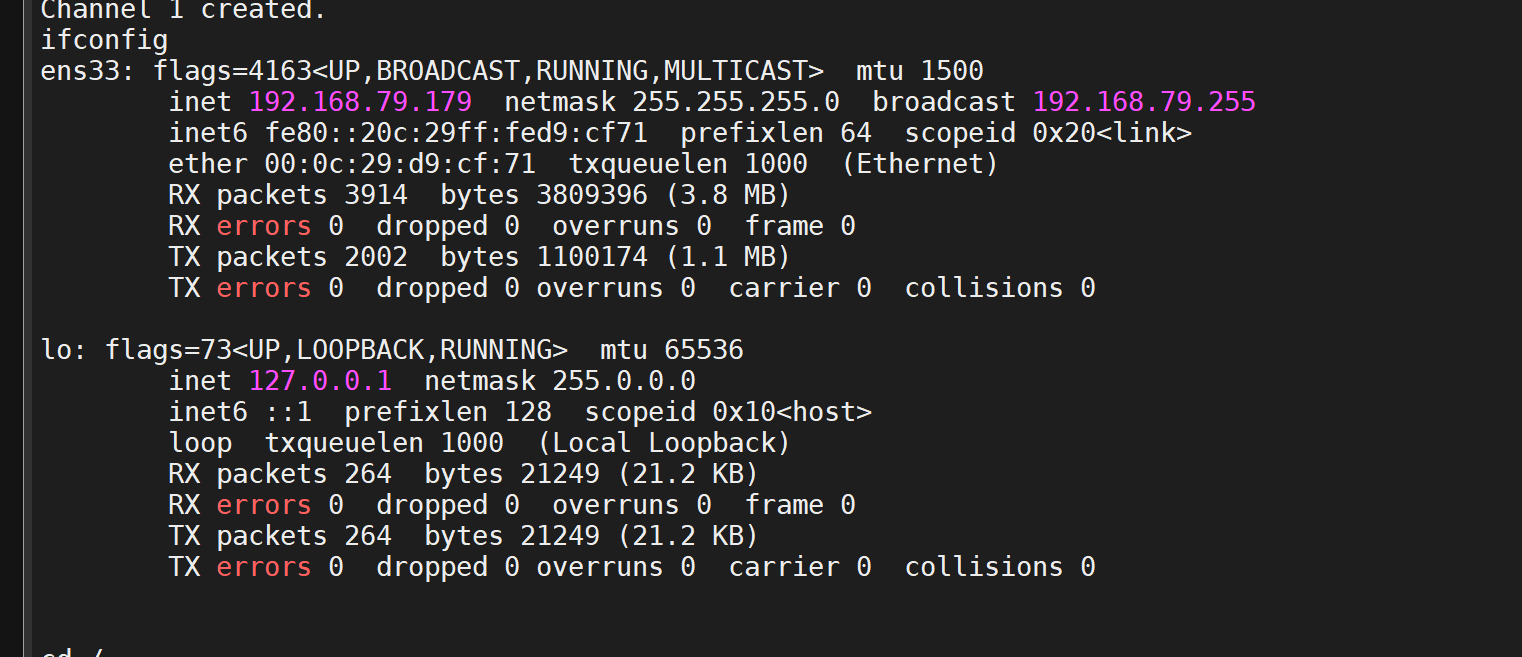 Channel 1 created.
ifconfig
ens33: flags=4163<UP,BROADCAST,RUNNING,MULTICAST>  mtu 1500
        inet 192.168.79.179  netmask 255.255.255.0  broadcast 192.168.79.255
        inet6 fe80::20c:29ff:fed9:cf71  prefixlen 64  scopeid 0x20<link>
        ether 00:0c:29:d9:cf:71  txqueuelen 1000  (Ethernet)
        RX packets 3914  bytes 3809396 (3.8 MB)
        RX errors 0  dropped 0  overruns 0  frame 0
        TX packets 2002  bytes 1100174 (1.1 MB)
        TX errors 0  dropped 0 overruns 0  carrier 0  collisions 0

lo: flags=73<UP,LOOPBACK,RUNNING>  mtu 65536
        inet 127.0.0.1  netmask 255.0.0.0
        inet6 ::1  prefixlen 128  scopeid 0x10<host>
        loop  txqueuelen 1000  (Local Loopback)
        RX packets 264  bytes 21249 (21.2 KB)
        RX errors 0  dropped 0  overruns 0  frame 0
        TX packets 264  bytes 21249 (21.2 KB)
        TX errors 0  dropped 0 overruns 0  carrier 0  collisions 0